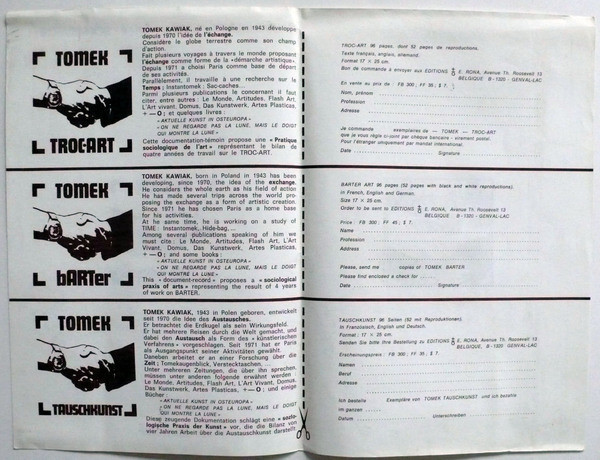 TOMEK
TROC-ART
TOMEK KAWIAK, né en Pologne en 1943 développe
depuis 1970 l'idée de l'échange.
Considère le globe terrestre comme son champ
d'action.
Fait plusieurs voyages à travers le monde proposant
l'échange comme forme de la «démarche artistique».
Depuis 1971 a choisi Paris comme base de départ
de ses activités.
Parallèlement, il travaille à une recherche sur le
Temps ; Instantomek ; Sac-caches...
Parmi plusieurs publications le concernant il faut
citer, entre autres : Le Monde, Artitudes, Flash Art,
L'Art vivant, Domus, Das Kunstwerk, Artes Plasticas,
+ — O ; et quelques livres :
« AKTUELLE KUNST IN OSTEUROPA »
« ON NE REGARDE PAS LA LUNE, MAIS LE DOIGT
QUI MONTRE LA LUNE »
Cette documentation-témoin propose une « Pratique
sociologique de l'art » représentant le bilan de
quatre années de travail sur le TROC-ART.
TROC-ART 96 pages, dont 52 pages de reproductions.
Texte français, anglais, allemand.
Format 17 × 25 cm.
Bon de commande à envoyer aux EDITIONS E. RONA, Avenue Th. Roosevelt 13
BELGIQUE B - 1320 - GENVAL-LAC
En vente au prix de : FB 300 ; FF 35 ; $ 7.
Nom, prénom
Profession
Adresse
Je commande exemplaires de — TOMEK — TROC-ART
que je vous règle ci-joint par chèque bancaire - virement postal.
Pour l'étranger uniquement par mandat international.
Date Signature
TOMEK
bARTer
TOMEK KAWIAK, born in Poland in 1943 has been
developing, since 1970, the idea of the exchange.
He considers the whole earth as his field of action
He has made several trips across the world pro-
posing the exchange as a form of artistic creation.
Since 1971 he has chosen Paris as a home base
for his activities.
At the same time, he is working on a study of
TIME : Instantomek, Hide-bag...
Among several publications speaking of him we
must cite : Le Monde, Artitudes, Flash Art, L'Art
Vivant, Domus, Das Kunstwerk, Artes Plasticas,
+ — O ; and some books :
« AKTUELLE KUNST IN OSTEUROPA »
« ON NE REGARDE PAS LA LUNE, MAIS LE DOIGT
QUI MONTRE LA LUNE »
This « document-record » proposes a « sociological
praxis of arts » representing the result of 4 years
of work on BARTER.
BARTER ART 96 pages (52 pages with black and white reproductions).
in French, English and German.
Size 17 × 25 cm.
Order to be sent to EDITIONS E. RONA, Avenue Th. Roosevelt 13
BELGIQUE B - 1320 - GENVAL-LAC
Price : FB 300 ; FF 45 ; $ 7.
Name
Profession
Address
Please, send me copies of TOMEK BARTER
Please find enclosed a check for
Date Signature
TOMEK
TAUSCHKUNST
TOMEK KAWIAK, 1943 in Polen geboren, entwickelt
seit 1970 die Idee des Austausches.
Er betrachtet die Erdkugel als sein Wirkungsfeld.
Er hat mehrere Reisen durch die Welt gemacht, und
dabei den Austausch als Form des « künstlerischen
Verfahrens » vorgeschlagen. Seit 1971 hat er Paris
als Ausgangspunkt seiner Aktivitäten gewählt.
Daneben arbeitet er an einer Forschung über die
Zeit ; Tomeksablick, Verstecktaschen...
Unter mehreren Zeitungen, die über ihn sprechen,
müssen unter anderen folgende erwähnt werden :
Le Monde, Artitudes, Flash Art, L'Art Vivant, Domus,
Das Kunstwerk, Artes Plasticas, + — O ; und einige
Bücher :
« AKTUELLE KUNST IN OSTEUROPA »
« ON NE REGARDE PAS LA LUNE, MAIS LE DOIGT
QUI MONTRE LA LUNE »
Diese zeugende Dokumentation schlägt eine « sozio-
logische Praxis der Kunst » vor, die die Bilanz von
vier Jahren Arbeit über die Austauschkunst darstellt
TAUSCHKUNST 96 Seiten (52 mit Reproduktionen).
in Französisch, English und Deutsch.
Format : 17 × 25 cm.
Senden Sie bitte Ihre Bestellung zu EDITIONS E. RONA, Avenue Th. Roosevelt 13
BELGIQUE B - 1320 - GENVAL-LAC
Erscheinungspreis : FB 300 ; FF 35 ; $ 7.
Namen
Beruf
Adresse
Ich bestelle Exemplare von TOMEK TAUSCHKUNST und ich bezahle
im ganzen
Datum Unterschreiben